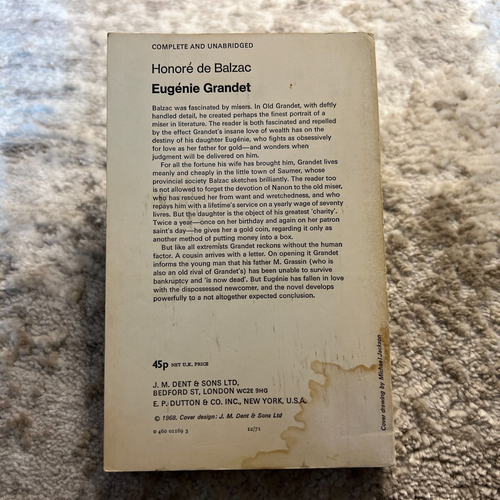 COMPLETE AND UNABRIDGED
Honoré de Balzac
Eugénie Grandet
Balzac was fascinated by misers. In Old Grandet, with deftly
handled detail, he created perhaps the finest portrait of a
miser in literature. The reader is both fascinated and repelled
by the effect Grandet's insane love of wealth has on the
destiny of his daughter Eugénie, who fights as obsessively
for love as her father for gold—and wonders when
judgment will be delivered on him.
For all the fortune his wife has brought him, Grandet lives
meanly and cheaply in the little town of Saumer, whose
provincial society Balzac sketches brilliantly. The reader too
is not allowed to forget the devotion of Nanon to the old miser,
who has rescued her from want and wretchedness, and who
repays him with a lifetime's service on a yearly wage of seventy
livres. But the daughter is the object of his greatest 'charity'.
Twice a year—once on her birthday and again on her patron
saint's day—he gives her a gold coin, regarding it only as
another method of putting money into a box.
But like all extremists Grandet reckons without the human
factor. A cousin arrives with a letter. On opening it Grandet
informs the young man that his father M. Grassin (who is
also an old rival of Grandet's) has been unable to survive
bankruptcy and 'is now dead'. But Eugénie has fallen in love
with the dispossessed newcomer, and the novel develops
powerfully to a not altogether expected conclusion.
45p NET U.K. PRICE
J. M. DENT & SONS LTD,
BEDFORD ST, LONDON WC2E 9HG
E. P. DUTTON & CO. INC., NEW YORK, U.S.A.
© 1968. Cover design: J. M. Dent & Sons Ltd
0 460 02169 3 12/71
Cover drawing by Michael Jackson